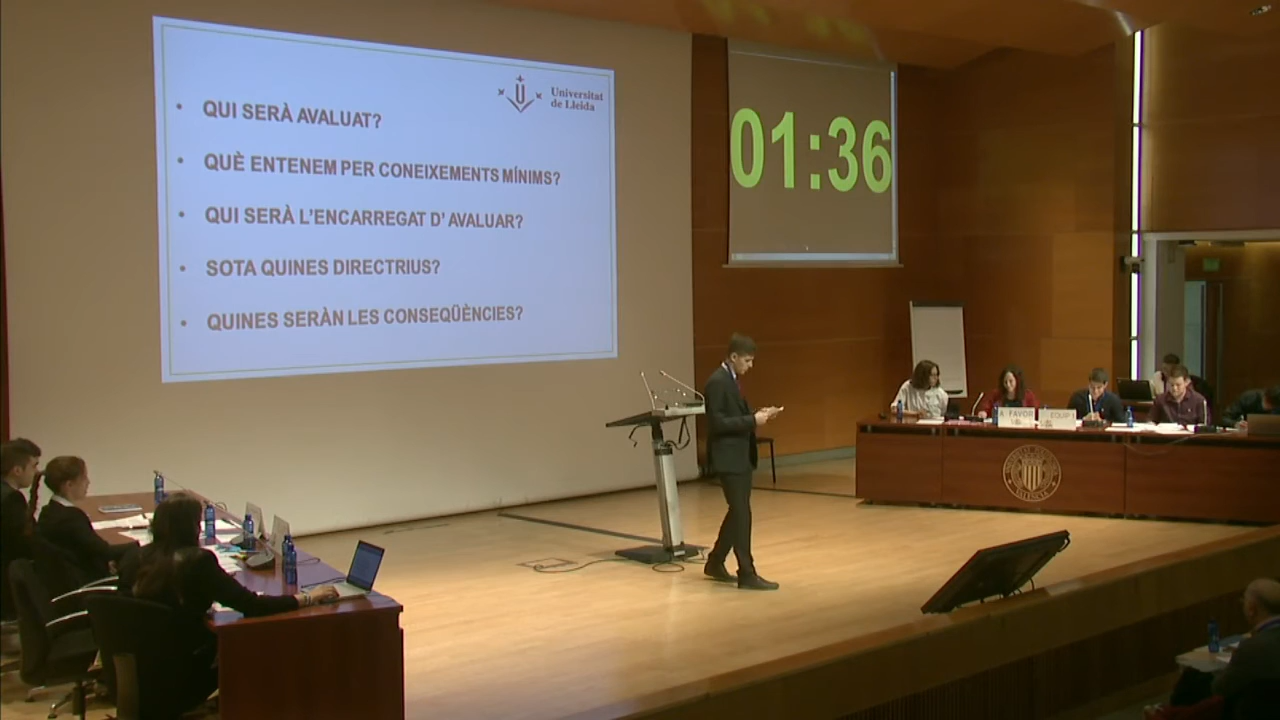 Universitat
de Lleida
• QUI SERÀ AVALUAT?
• QUÈ ENTENEM PER CONEIXEMENTS MÍNIMS?
• QUI SERÀ L'ENCARREGAT D' AVALUAR?
• SOTA QUINES DIRECTRIUS?
• QUINES SERÀN LES CONSEQÜÈNCIES?
01:36
A FAVOR
EQUIP